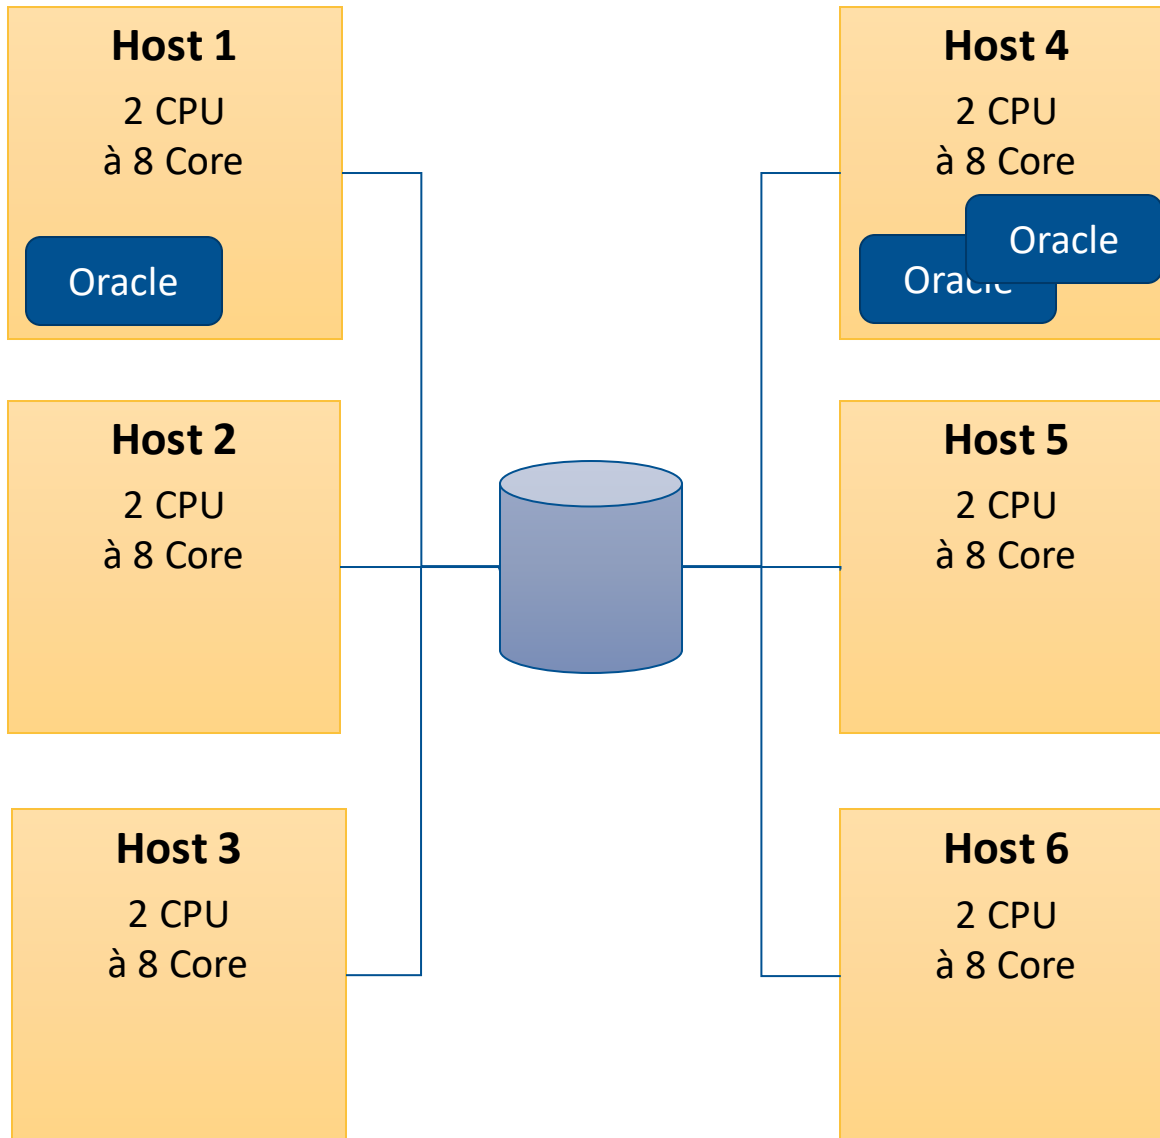 Host 1
2 CPU
à 8 Core
Oracle
Host 2
2 CPU
à 8 Core
Host 3
2 CPU
à 8 Core
Host 4
2 CPU
à 8 Core
Oracle
Oracle
Host 5
2 CPU
à 8 Core
Host 6
2 CPU
à 8 Core